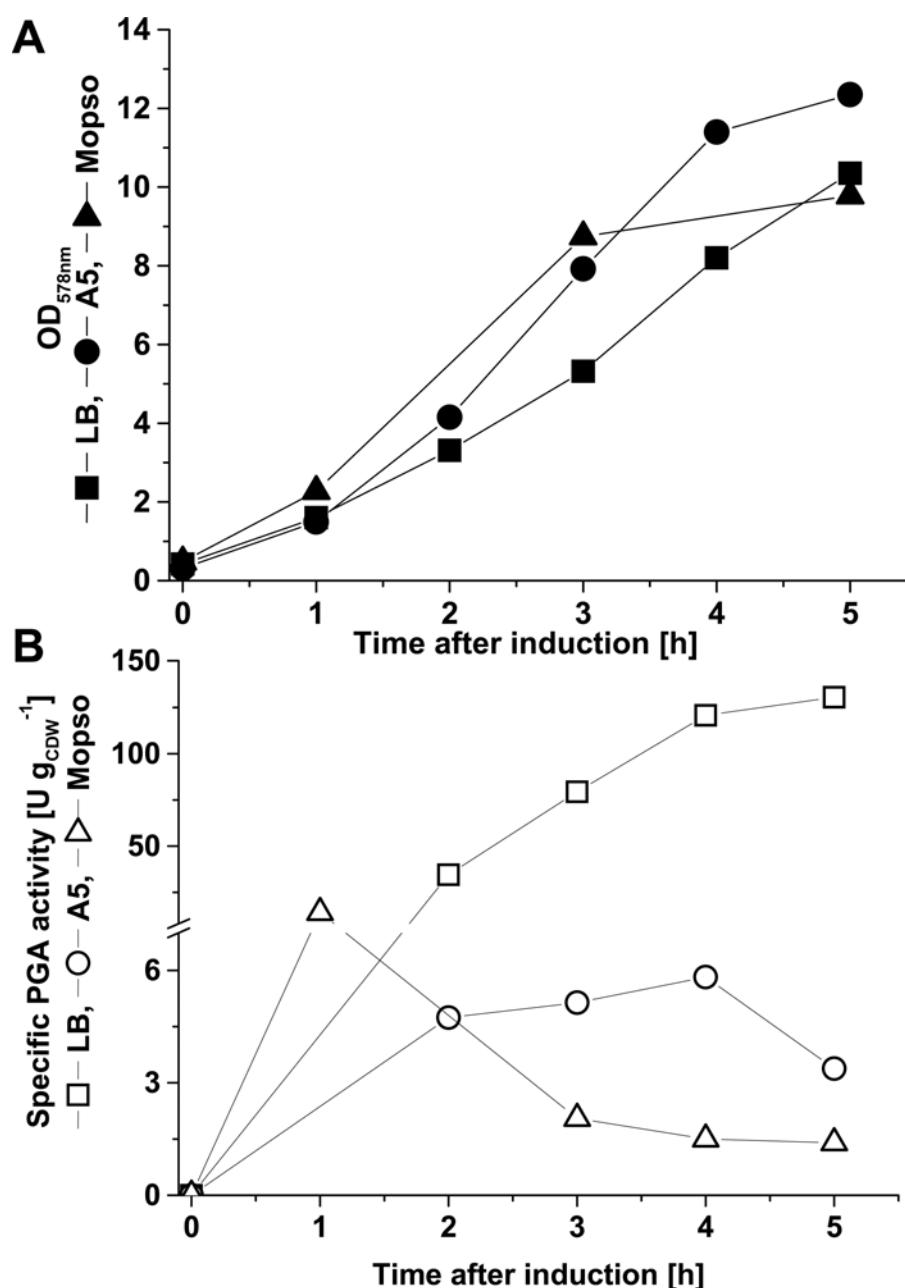 A
OD578nm
LB, A5, Mopso
14
12
10
8
6
4
2
0
0 1 2 3 4 5
Time after induction [h]
B
Specific PGA activity [U gCDW-1]
LB, A5, Mopso
150
100
50
6
3
0
0 1 2 3 4 5
Time after induction [h]